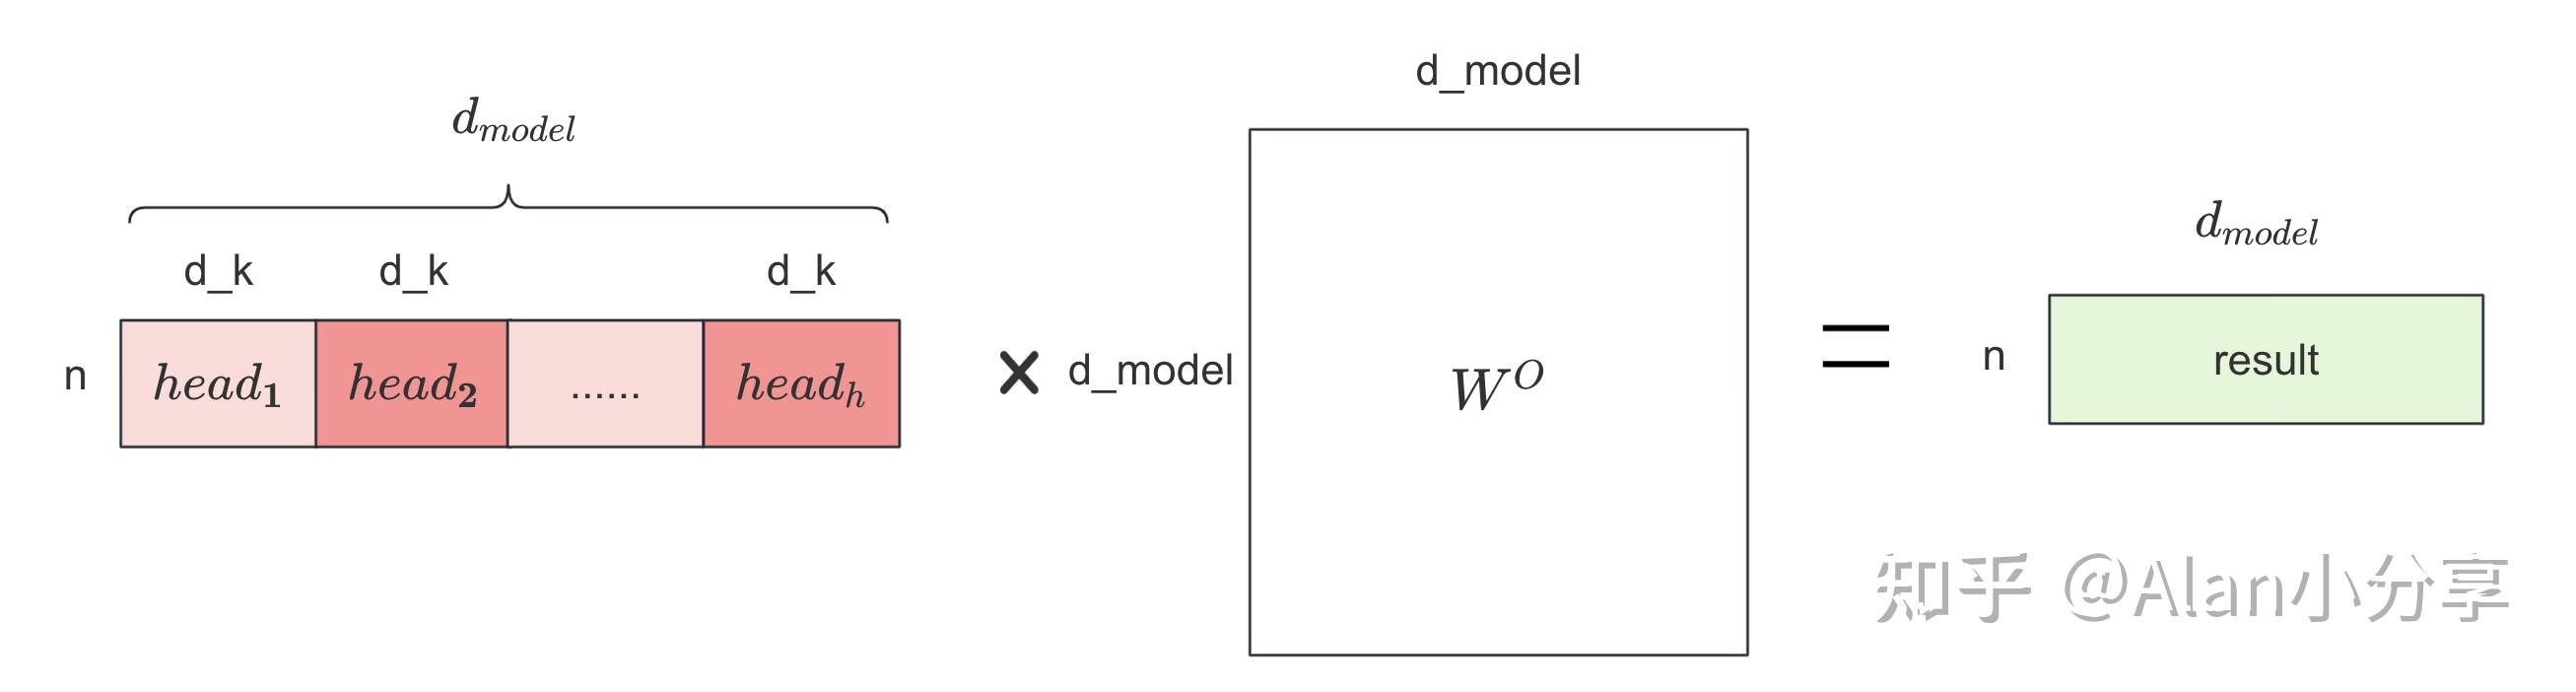 d_model
d_{model}
d_{model}
d_k d_k d_k
n head_1 head_2 ...... head_h × d_model W^O = n result
知乎 @Alan小分享